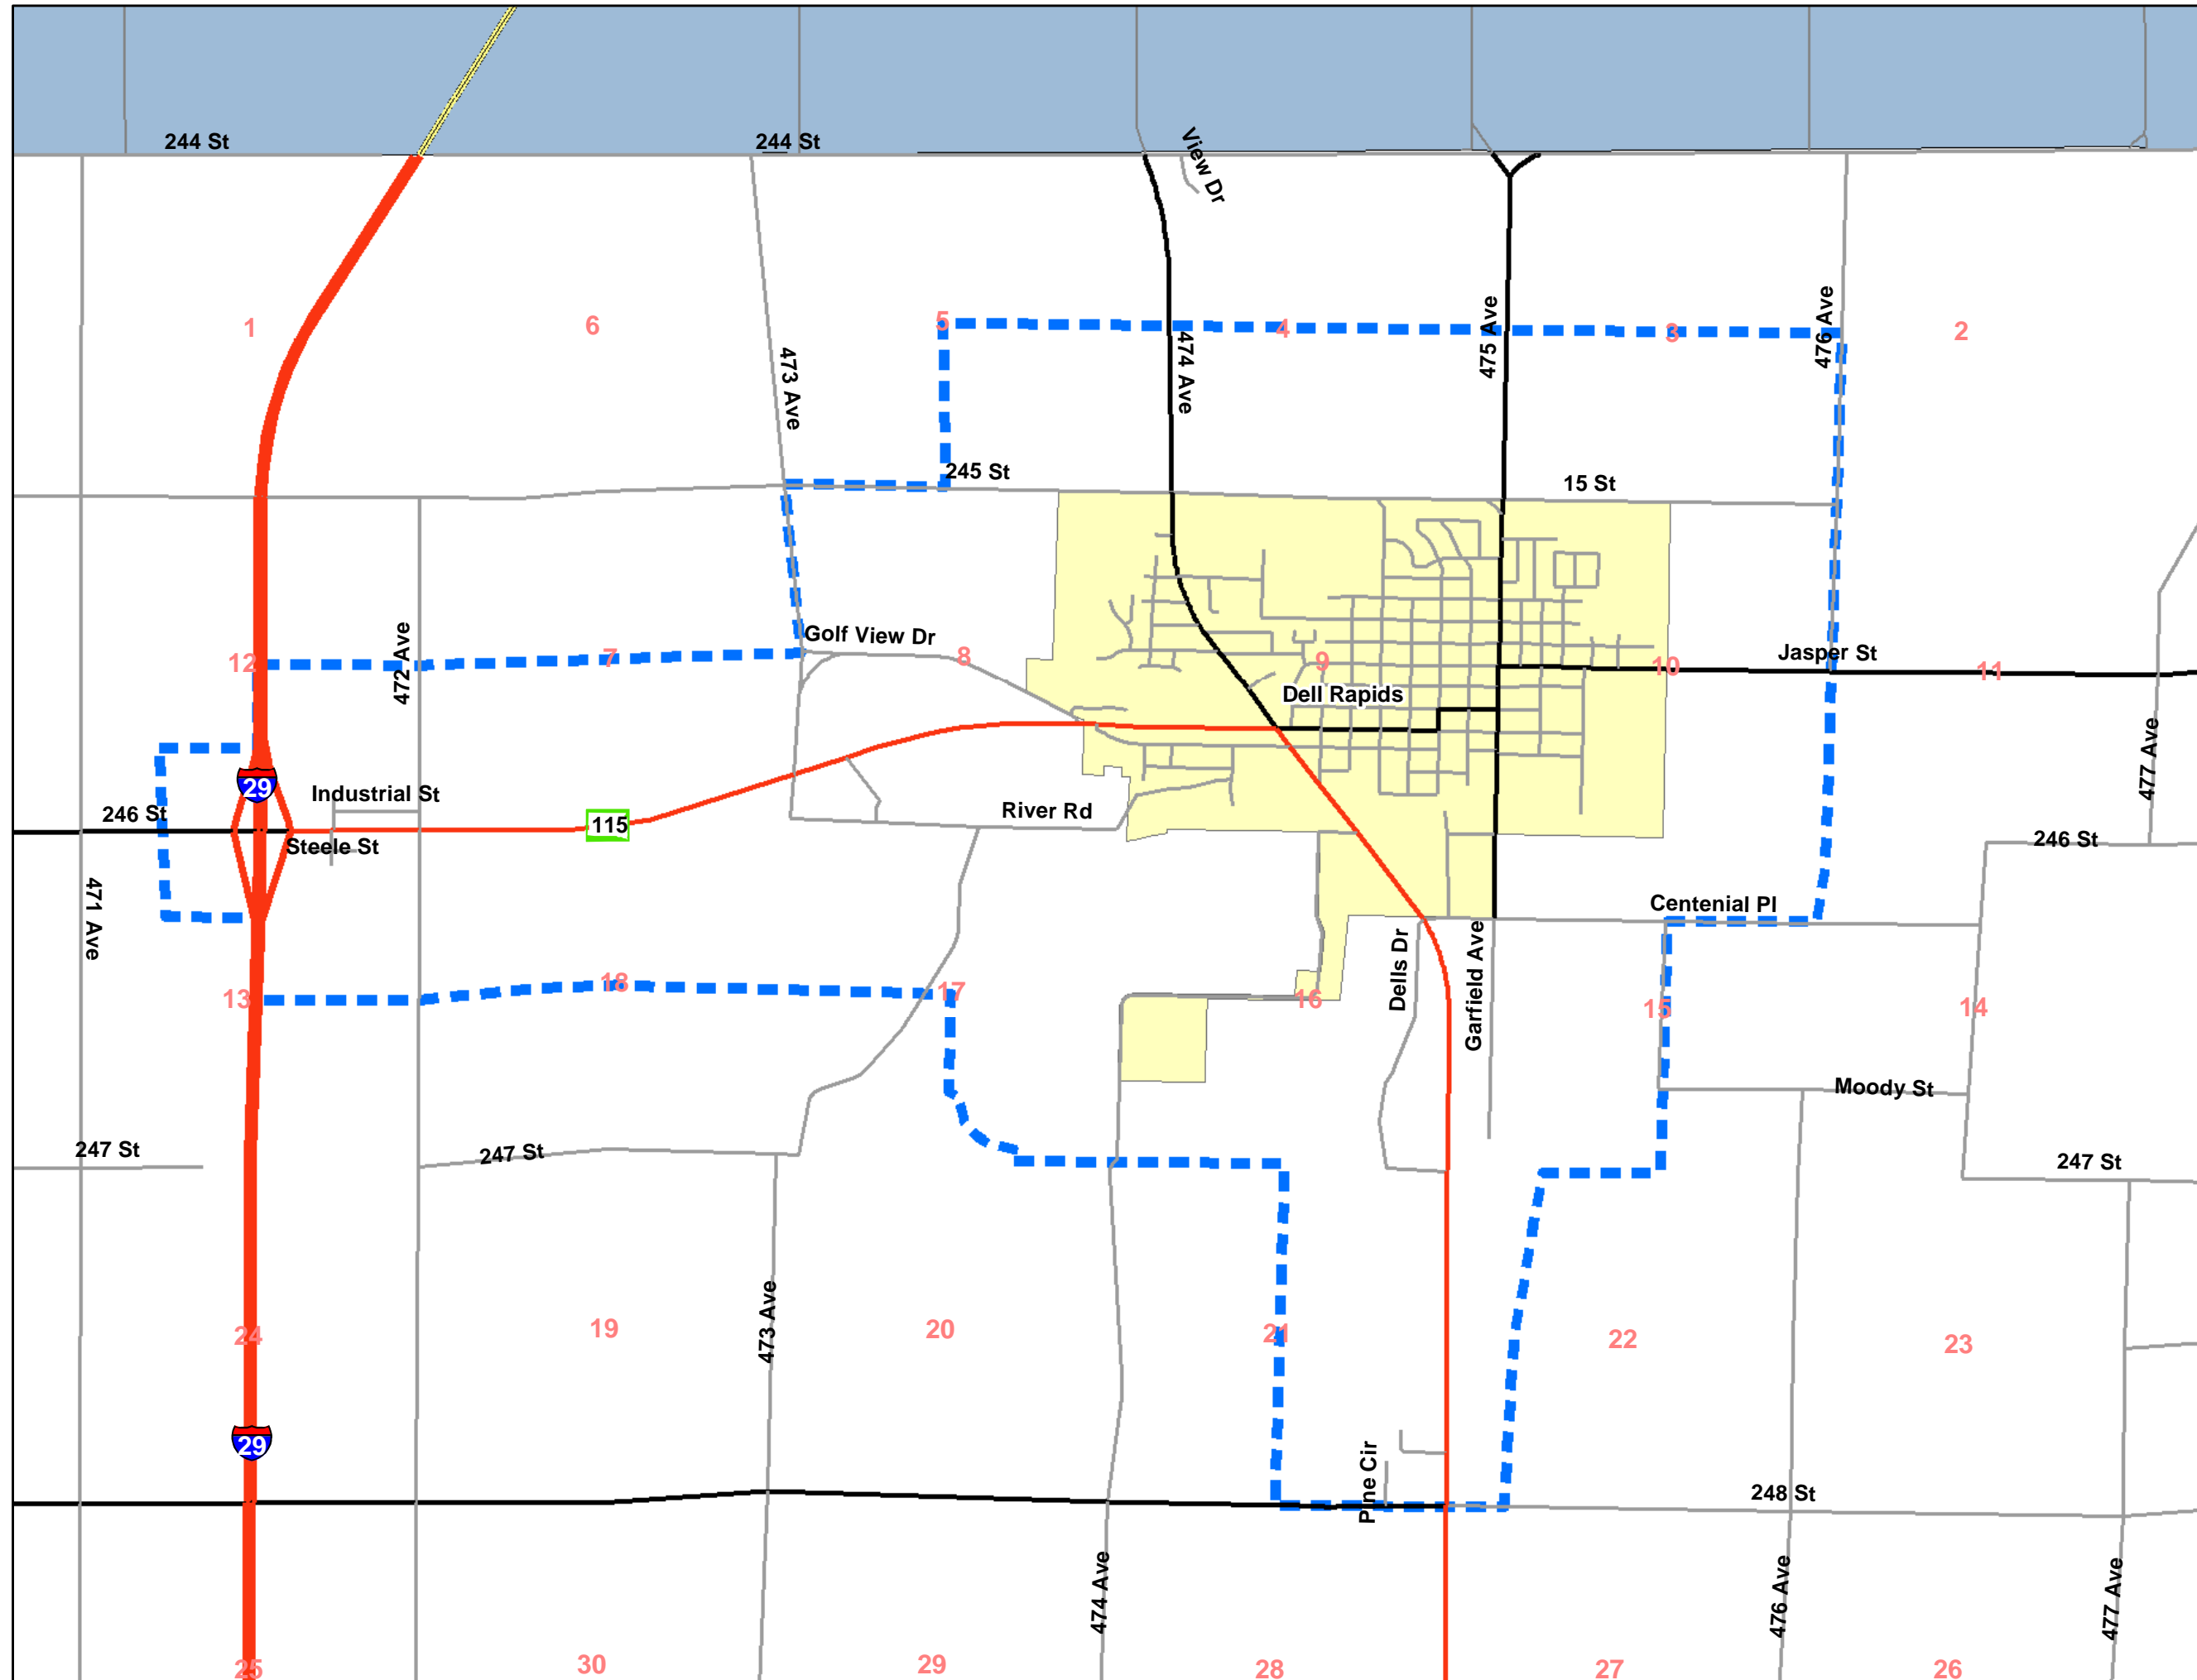 244 St
244 St
View Dr
1
6
5
4
3
2
473 Ave
474 Ave
475 Ave
476 Ave
245 St
15 St
Golf View Dr
12
472 Ave
7
8
9
10
Jasper St
11
Dell Rapids
477 Ave
29
Industrial St
246 St
115
River Rd
Steele St
246 St
471 Ave
Centenial Pl
Dells Dr
Garfield Ave
13
18
17
16
15
14
Moody St
247 St
247 St
247 St
473 Ave
24
19
20
21
22
23
29
Pine Cir
248 St
474 Ave
476 Ave
477 Ave
25
30
29
28
27
26